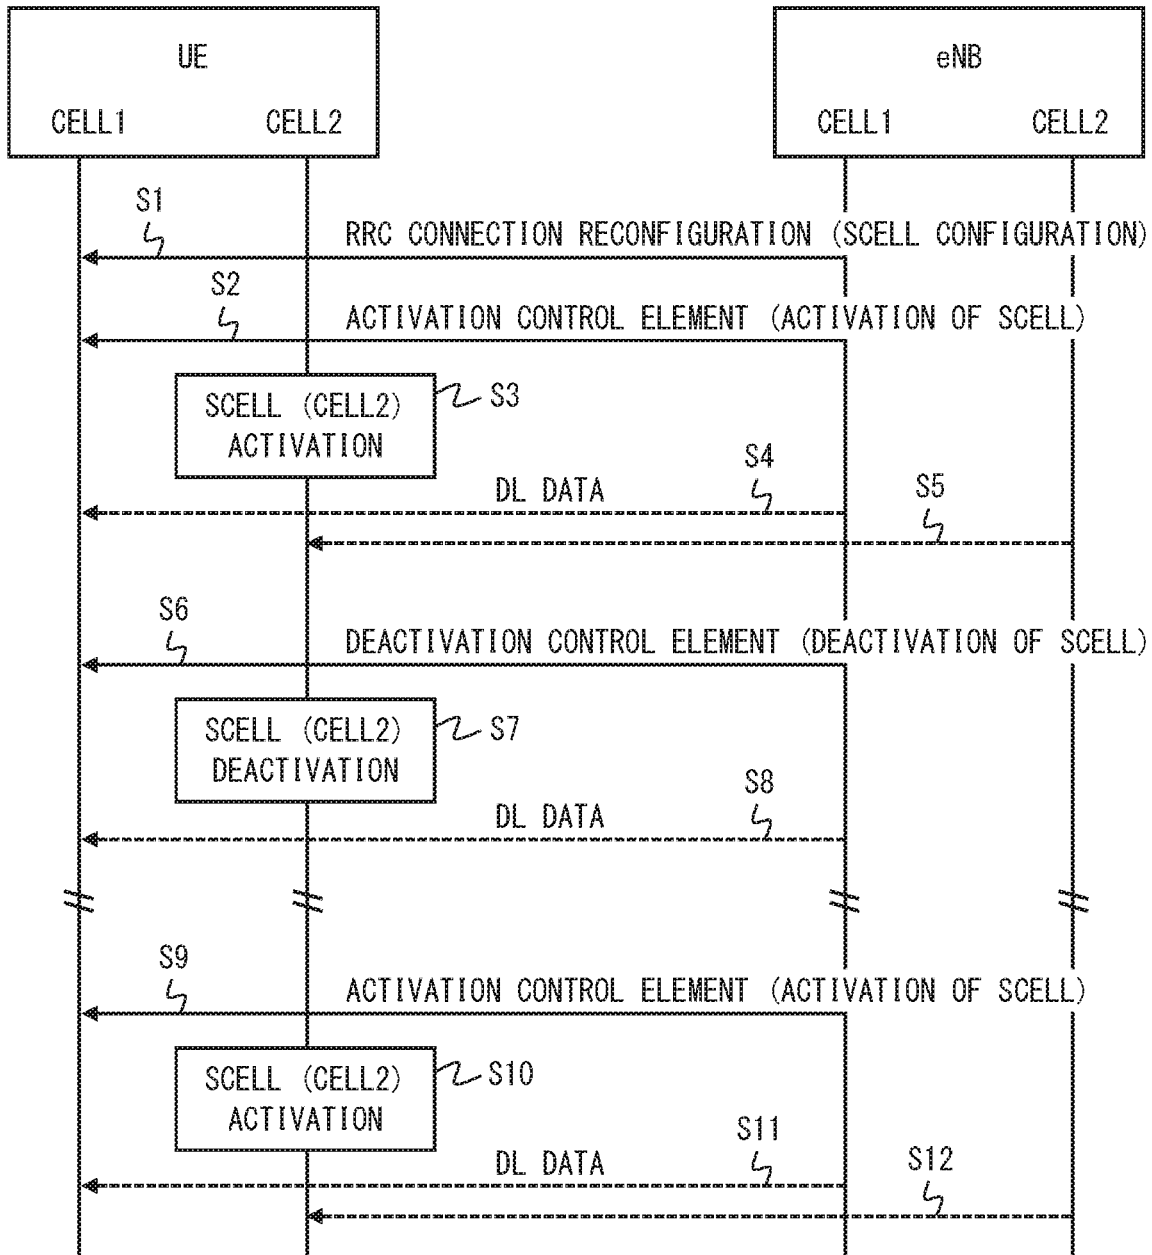 UE
eNB
CELL1
CELL2
CELL1
CELL2
S1
RRC CONNECTION RECONFIGURATION (SCELL CONFIGURATION)
S2
ACTIVATION CONTROL ELEMENT (ACTIVATION OF SCELL)
SCELL (CELL2)
ACTIVATION
S3
S4
DL DATA
S5
S6
DEACTIVATION CONTROL ELEMENT (DEACTIVATION OF SCELL)
SCELL (CELL2)
DEACTIVATION
S7
S8
DL DATA
S9
ACTIVATION CONTROL ELEMENT (ACTIVATION OF SCELL)
SCELL (CELL2)
ACTIVATION
S10
S11
DL DATA
S12